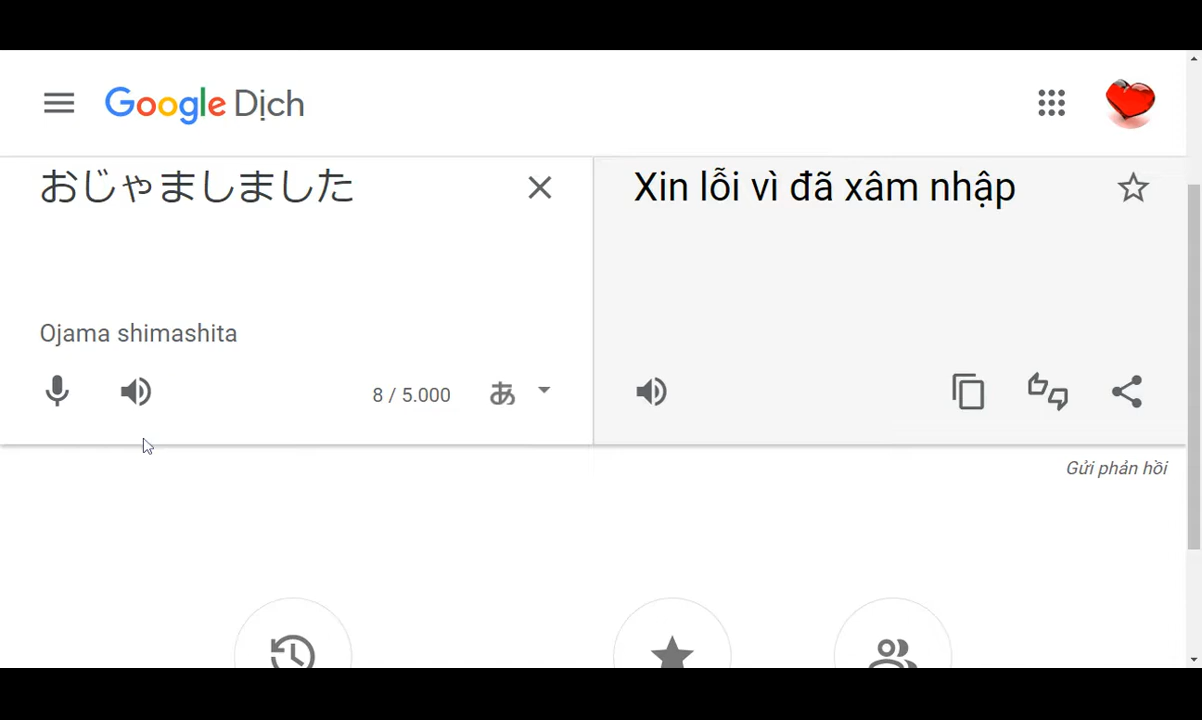 Google Dịch
おじゃましました
Xin lỗi vì đã xâm nhập
Ojama shimashita
8 / 5.000
あ
Gửi phản hồi